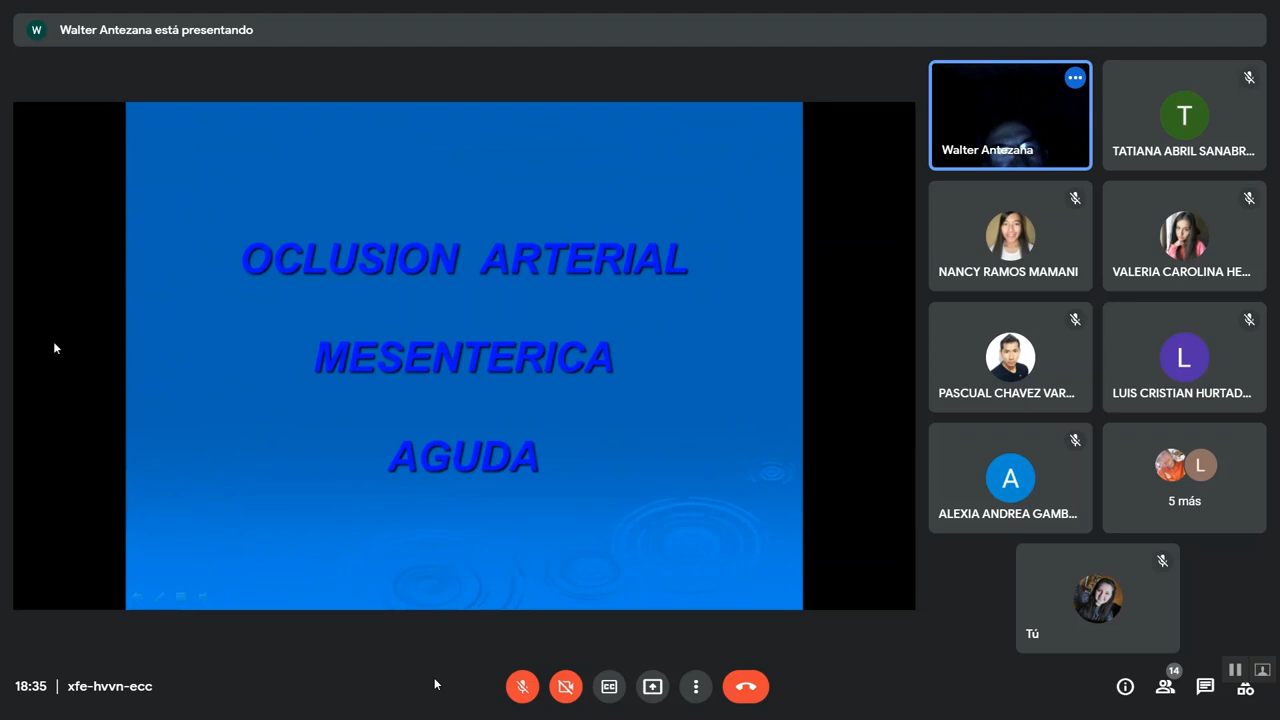 W
Walter Antezana está presentando
OCLUSION ARTERIAL
MESENTERICA
AGUDA
Walter Antezana
T
TATIANA ABRIL SANABR...
NANCY RAMOS MAMANI
VALERIA CAROLINA HE...
PASCUAL CHAVEZ VAR...
L
LUIS CRISTIAN HURTAD...
A
ALEXIA ANDREA GAMB...
L
5 más
Tú
18:35 | xfe-hvvn-ecc
CC
14